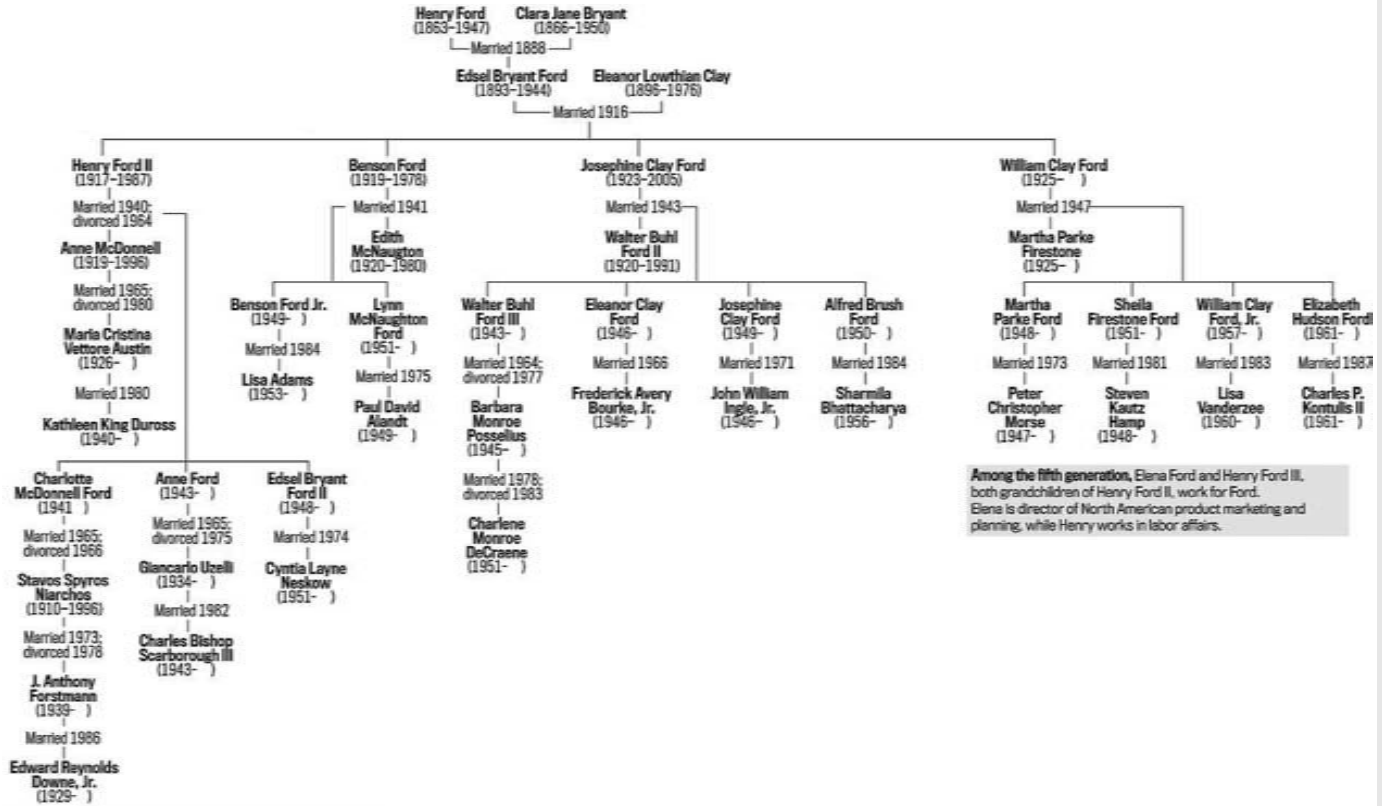 Henry Ford
(1863–1947)
Clara Jane Bryant
(1866–1950)
Married 1888
Edsel Bryant Ford
(1893–1944)
Eleanor Lowthian Clay
(1896–1976)
Married 1916
Henry Ford II
(1917–1987)
Married 1940;
divorced 1964
Anne McDonnell
(1919–1996)
Married 1965;
divorced 1980
Maria Cristina
Vettore Austin
(1926– )
Married 1980
Kathleen King Duross
(1940– )
Benson Ford
(1919–1978)
Married 1941
Edith
McNaugton
(1920–1980)
Josephine Clay Ford
(1923–2005)
Married 1943
Walter Buhl
Ford II
(1920–1991)
William Clay Ford
(1925– )
Married 1947
Martha Parke
Firestone
(1925– )
Charlotte
McDonnell Ford
(1941 )
Married 1965;
divorced 1966
Stavos Spyros
Niarchos
(1910–1996)
Married 1973;
divorced 1978
J. Anthony
Forstmann
(1939– )
Married 1986
Edward Reynolds
Downe, Jr.
(1929– )
Anne Ford
(1943– )
Married 1965;
divorced 1975
Giancarlo Uzelli
(1934– )
Married 1982
Charles Bishop
Scarborough III
(1943– )
Edsel Bryant
Ford II
(1948– )
Married 1974
Cyntia Layne
Neskow
(1951– )
Benson Ford Jr.
(1949– )
Married 1984
Lisa Adams
(1953– )
Lynn
McNaughton
Ford
(1951– )
Married 1975
Paul David
Alandt
(1949– )
Walter Buhl
Ford III
(1943– )
Married 1964;
divorced 1977
Barbara
Monroe
Posselius
(1945– )
Married 1978;
divorced 1983
Charlene
Monroe
DeCraene
(1951– )
Eleanor Clay
Ford
(1946– )
Married 1966
Frederick Avery
Bourke, Jr.
(1946– )
Josephine
Clay Ford
(1949– )
Married 1971
John William
Ingle, Jr.
(1946– )
Alfred Brush
Ford
(1950– )
Married 1984
Sharmila
Bhattacharya
(1956– )
Martha
Parke Ford
(1948– )
Married 1973
Peter
Christopher
Morse
(1947– )
Sheila
Firestone Ford
(1951– )
Married 1981
Steven
Kautz
Hamp
(1948– )
William Clay
Ford, Jr.
(1957– )
Married 1983
Lisa
Vanderzee
(1960– )
Elizabeth
Hudson Ford
(1961– )
Married 1987
Charles P.
Kontulis II
(1961– )
Among the fifth generation, Elena Ford and Henry Ford III,
both grandchildren of Henry Ford II, work for Ford.
Elena is director of North American product marketing and
planning, while Henry works in labor affairs.